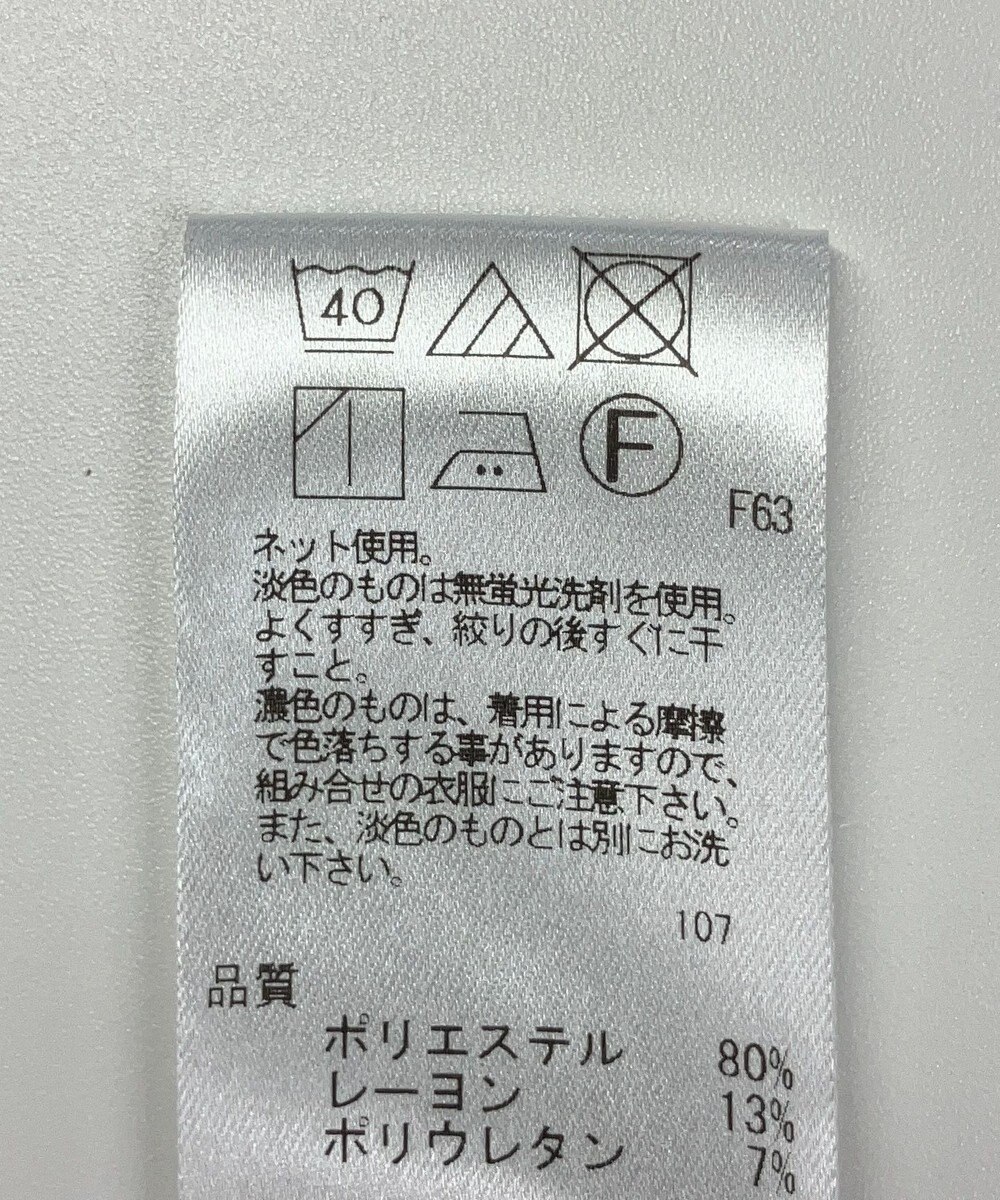 40
F
F63
ネット使用。
淡色のものは無蛍光洗剤を使用。
よくすすぎ、絞りの後すぐに干
すこと。
濃色のものは、着用による摩擦
で色落ちする事がありますので、
組み合せの衣服にご注意下さい。
また、淡色のものとは別にお洗
い下さい。
107
品質
ポリエステル 80%
レーヨン 13%
ポリウレタン 7%